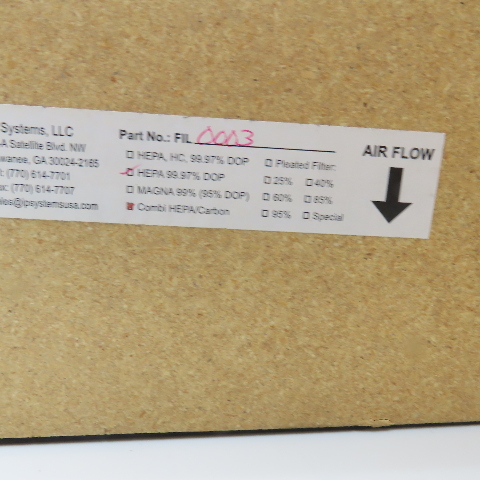 Systems, LLC
-A Satellite Blvd. NW
wanee, GA 30024-2165
: (770) 614-7701
x: (770) 614-7707
les@ipsystemsusa.com
Part No.: FIL 0003
☐ HEPA, HC, 99.97% DOP
☑ HEPA 99.97% DOP
☐ MAGNA 99% (95% DOP)
☒ Combi HEPA/Carbon
☐ Pleated Filter:
☐ 25% ☐ 40%
☐ 60% ☐ 85%
☐ 95% ☐ Special
AIR FLOW